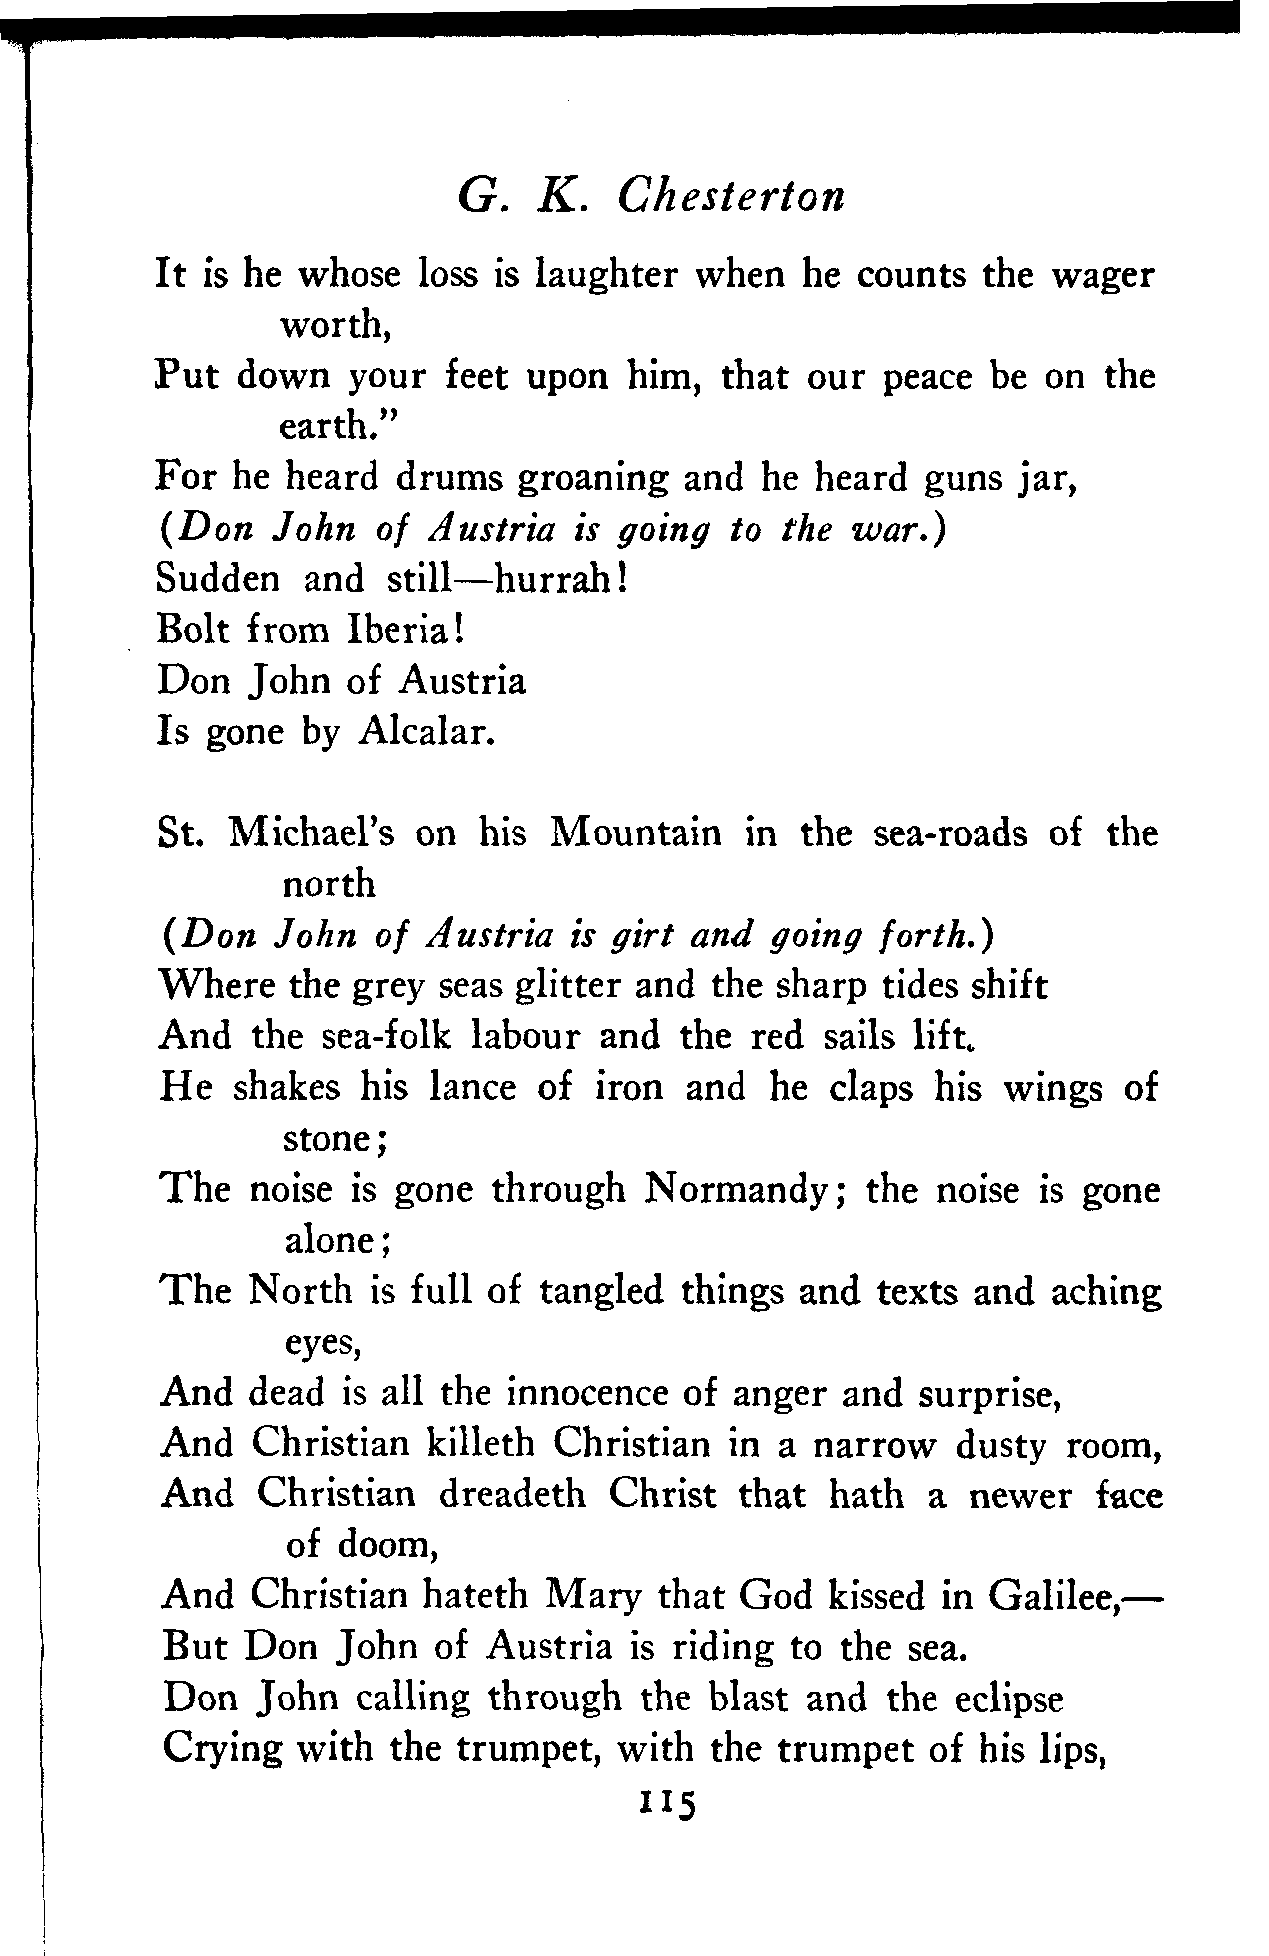 G. K. Chesterton
It is he whose loss is laughter when he counts the wager
worth,
Put down your feet upon him, that our peace be on the
earth."
For he heard drums groaning and he heard guns jar,
(Don John of Austria is going to the war.)
Sudden and still—hurrah!
Bolt from Iberia!
Don John of Austria
Is gone by Alcalar.
St. Michael's on his Mountain in the sea-roads of the
north
(Don John of Austria is girt and going forth.)
Where the grey seas glitter and the sharp tides shift
And the sea-folk labour and the red sails lift.
He shakes his lance of iron and he claps his wings of
stone;
The noise is gone through Normandy; the noise is gone
alone;
The North is full of tangled things and texts and aching
eyes,
And dead is all the innocence of anger and surprise,
And Christian killeth Christian in a narrow dusty room,
And Christian dreadeth Christ that hath a newer face
of doom,
And Christian hateth Mary that God kissed in Galilee,—
But Don John of Austria is riding to the sea.
Don John calling through the blast and the eclipse
Crying with the trumpet, with the trumpet of his lips,
115